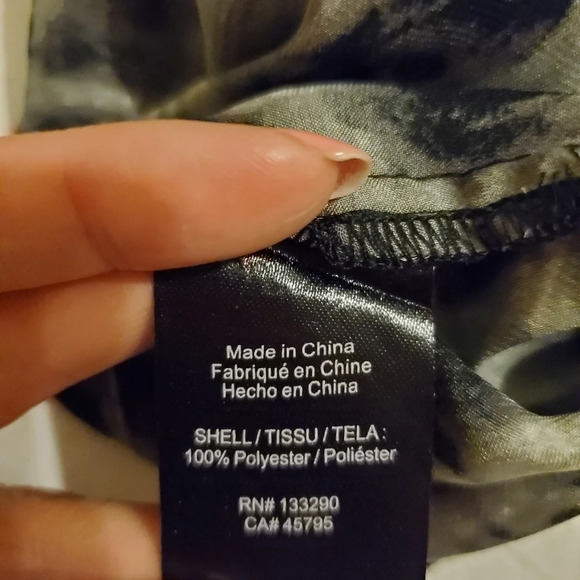 Made in China
Fabriqué en Chine
Hecho en China
SHELL / TISSU / TELA :
100% Polyester / Poliéster
RN# 133290
CA# 45795